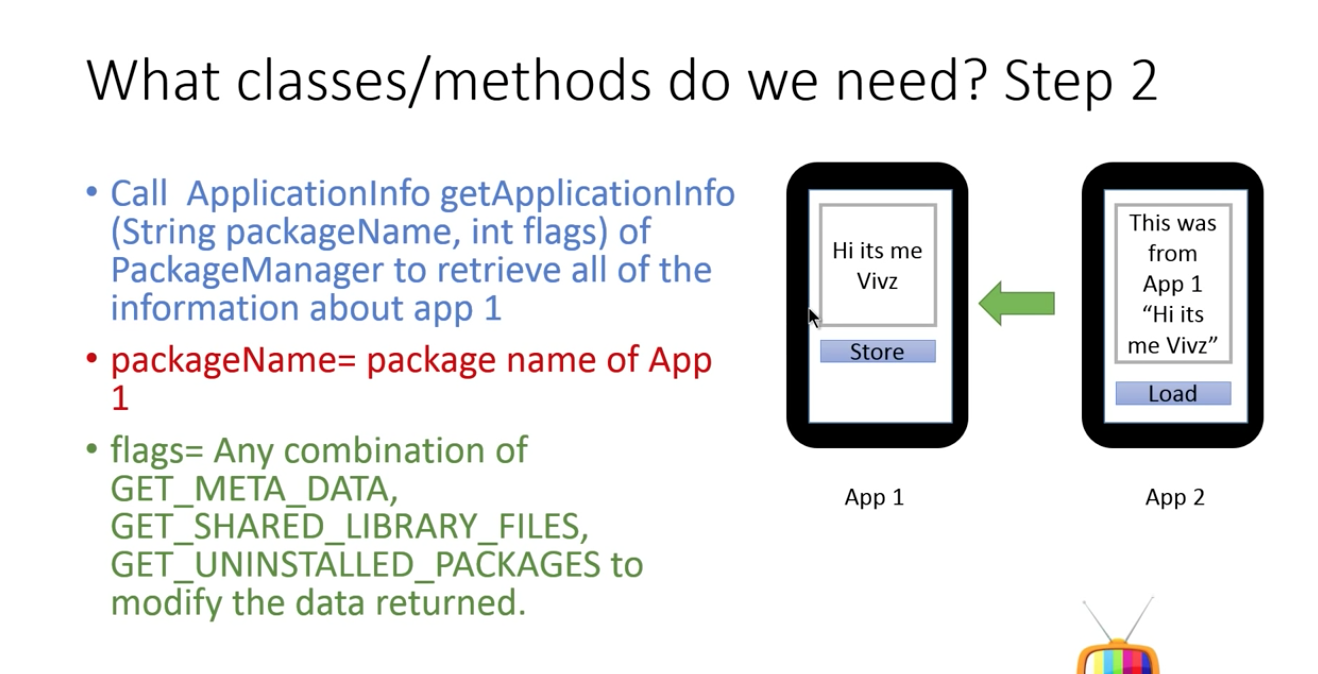 What classes/methods do we need? Step 2
• Call  ApplicationInfo getApplicationInfo
(String packageName, int flags) of
PackageManager to retrieve all of the
information about app 1
• packageName= package name of App
1
• flags= Any combination of
GET_META_DATA,
GET_SHARED_LIBRARY_FILES,
GET_UNINSTALLED_PACKAGES to
modify the data returned.
Hi its me
Vivz
Store
App 1
This was
from
App 1
“Hi its
me Vivz”
Load
App 2